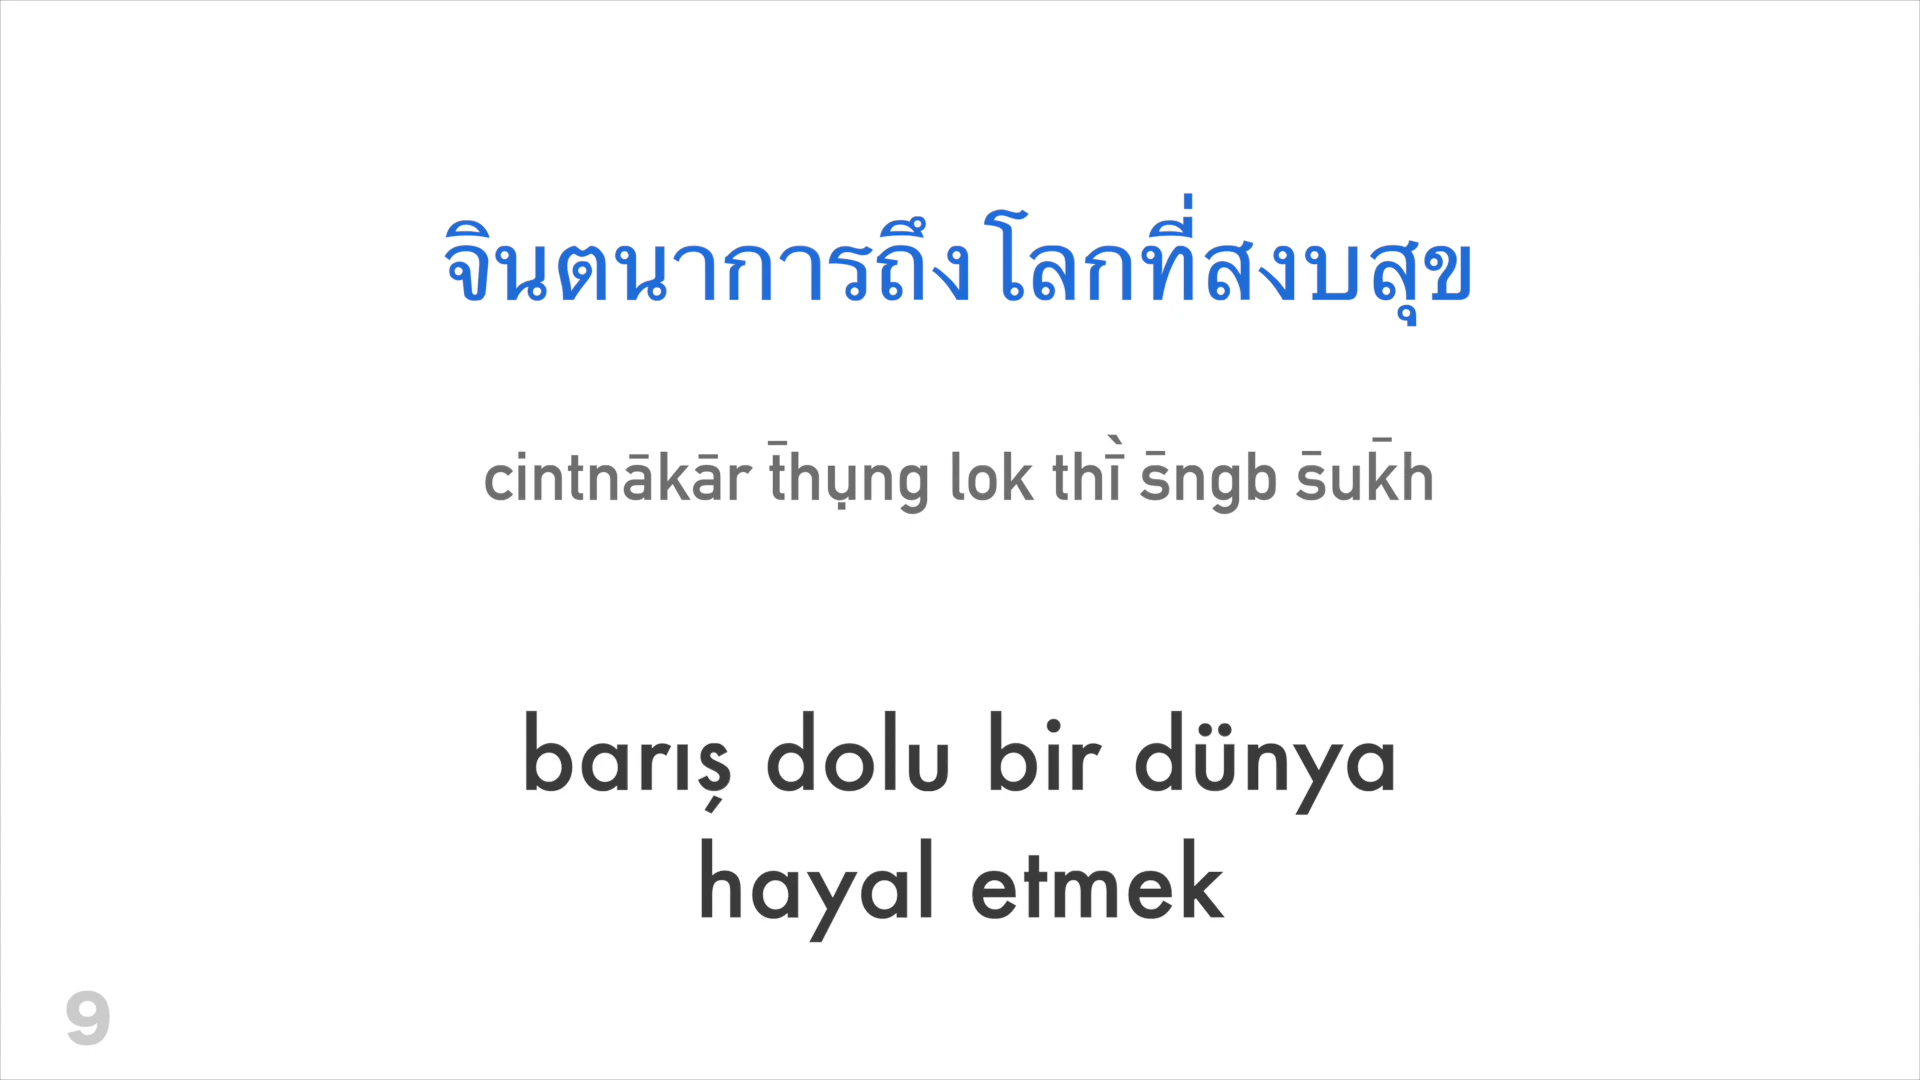 จินตนาการถึงโลกที่สงบสุข
cintnākār t̄hụng lok thī̀ s̄ngb s̄uk̄h
barış dolu bir dünya
hayal etmek
9